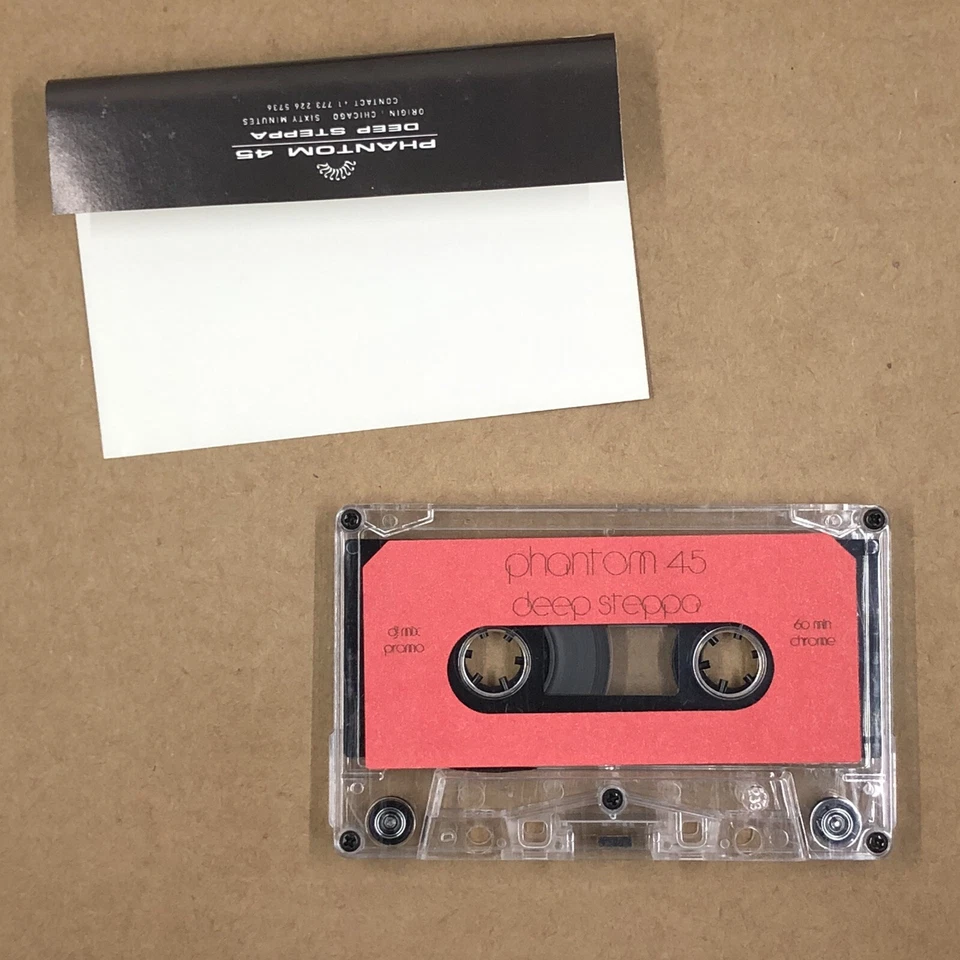 PHANTOM 45
DEEP STEPPA
ORIGIN . CHICAGO SIXTY MINUTES
CONTACT +1 773 226 5736
phantom 45
deep steppa
dj mix
promo
60 min
chrome